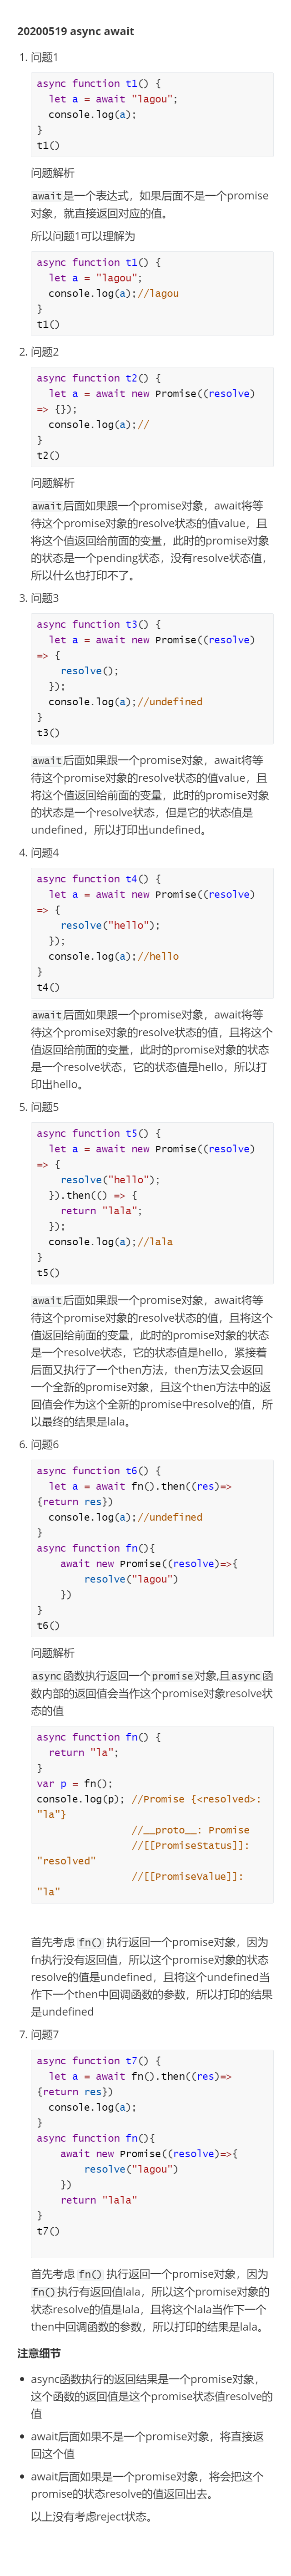 20200519 async await
1. 问题1
async function t1() {
let a = await "lagou";
console.log(a);
}
t1()
问题解析
await是一个表达式，如果后面不是一个promise
对象，就直接返回对应的值。
所以问题1可以理解为
async function t1() {
let a = "lagou";
console.log(a);//lagou
}
t1()
2. 问题2
async function t2() {
let a = await new Promise((resolve)
=> {});
console.log(a);//
}
t2()
问题解析
await后面如果跟一个promise对象，await将等
待这个promise对象的resolve状态的值value，且
将这个值返回给前面的变量，此时的promise对象
的状态是一个pending状态，没有resolve状态值，
所以什么也打印不了。
3. 问题3
async function t3() {
let a = await new Promise((resolve)
=> {
resolve();
});
console.log(a);//undefined
}
t3()
await后面如果跟一个promise对象，await将等
待这个promise对象的resolve状态的值value，且
将这个值返回给前面的变量，此时的promise对象
的状态是一个resolve状态，但是它的状态值是
undefined，所以打印出undefined。
4. 问题4
async function t4() {
let a = await new Promise((resolve)
=> {
resolve("hello");
});
console.log(a);//hello
}
t4()
await后面如果跟一个promise对象，await将等
待这个promise对象的resolve状态的值，且将这个
值返回给前面的变量，此时的promise对象的状态
是一个resolve状态，它的状态值是hello，所以打
印出hello。
5. 问题5
async function t5() {
let a = await new Promise((resolve)
=> {
resolve("hello");
}).then(() => {
return "lala";
});
console.log(a);//lala
}
t5()
await后面如果跟一个promise对象，await将等
待这个promise对象的resolve状态的值，且将这个
值返回给前面的变量，此时的promise对象的状态
是一个resolve状态，它的状态值是hello，紧接着
后面又执行了一个then方法，then方法又会返回
一个全新的promise对象，且这个then方法中的返
回值会作为这个全新的promise中resolve的值，所
以最终的结果是lala。
6. 问题6
async function t6() {
let a = await fn().then((res)=>
{return res})
console.log(a);//undefined
}
async function fn(){
await new Promise((resolve)=>{
resolve("lagou")
})
}
t6()
问题解析
async函数执行返回一个promise对象,且async函
数内部的返回值会当作这个promise对象resolve状
态的值
async function fn() {
return "la";
}
var p = fn();
console.log(p); //Promise {<resolved>:
"la"}
//__proto__: Promise
//[[PromiseStatus]]:
"resolved"
//[[PromiseValue]]:
"la"
首先考虑 fn() 执行返回一个promise对象，因为
fn执行没有返回值，所以这个promise对象的状态
resolve的值是undefined，且将这个undefined当
作下一个then中回调函数的参数，所以打印的结果
是undefined
7. 问题7
async function t7() {
let a = await fn().then((res)=>
{return res})
console.log(a);
}
async function fn(){
await new Promise((resolve)=>{
resolve("lagou")
})
return "lala"
}
t7()
首先考虑 fn() 执行返回一个promise对象，因为
fn()执行有返回值lala，所以这个promise对象的
状态resolve的值是lala，且将这个lala当作下一个
then中回调函数的参数，所以打印的结果是lala。
注意细节
• async函数执行的返回结果是一个promise对象，
这个函数的返回值是这个promise状态值resolve的
值
• await后面如果不是一个promise对象，将直接返
回这个值
• await后面如果是一个promise对象，将会把这个
promise的状态resolve的值返回出去。
以上没有考虑reject状态。